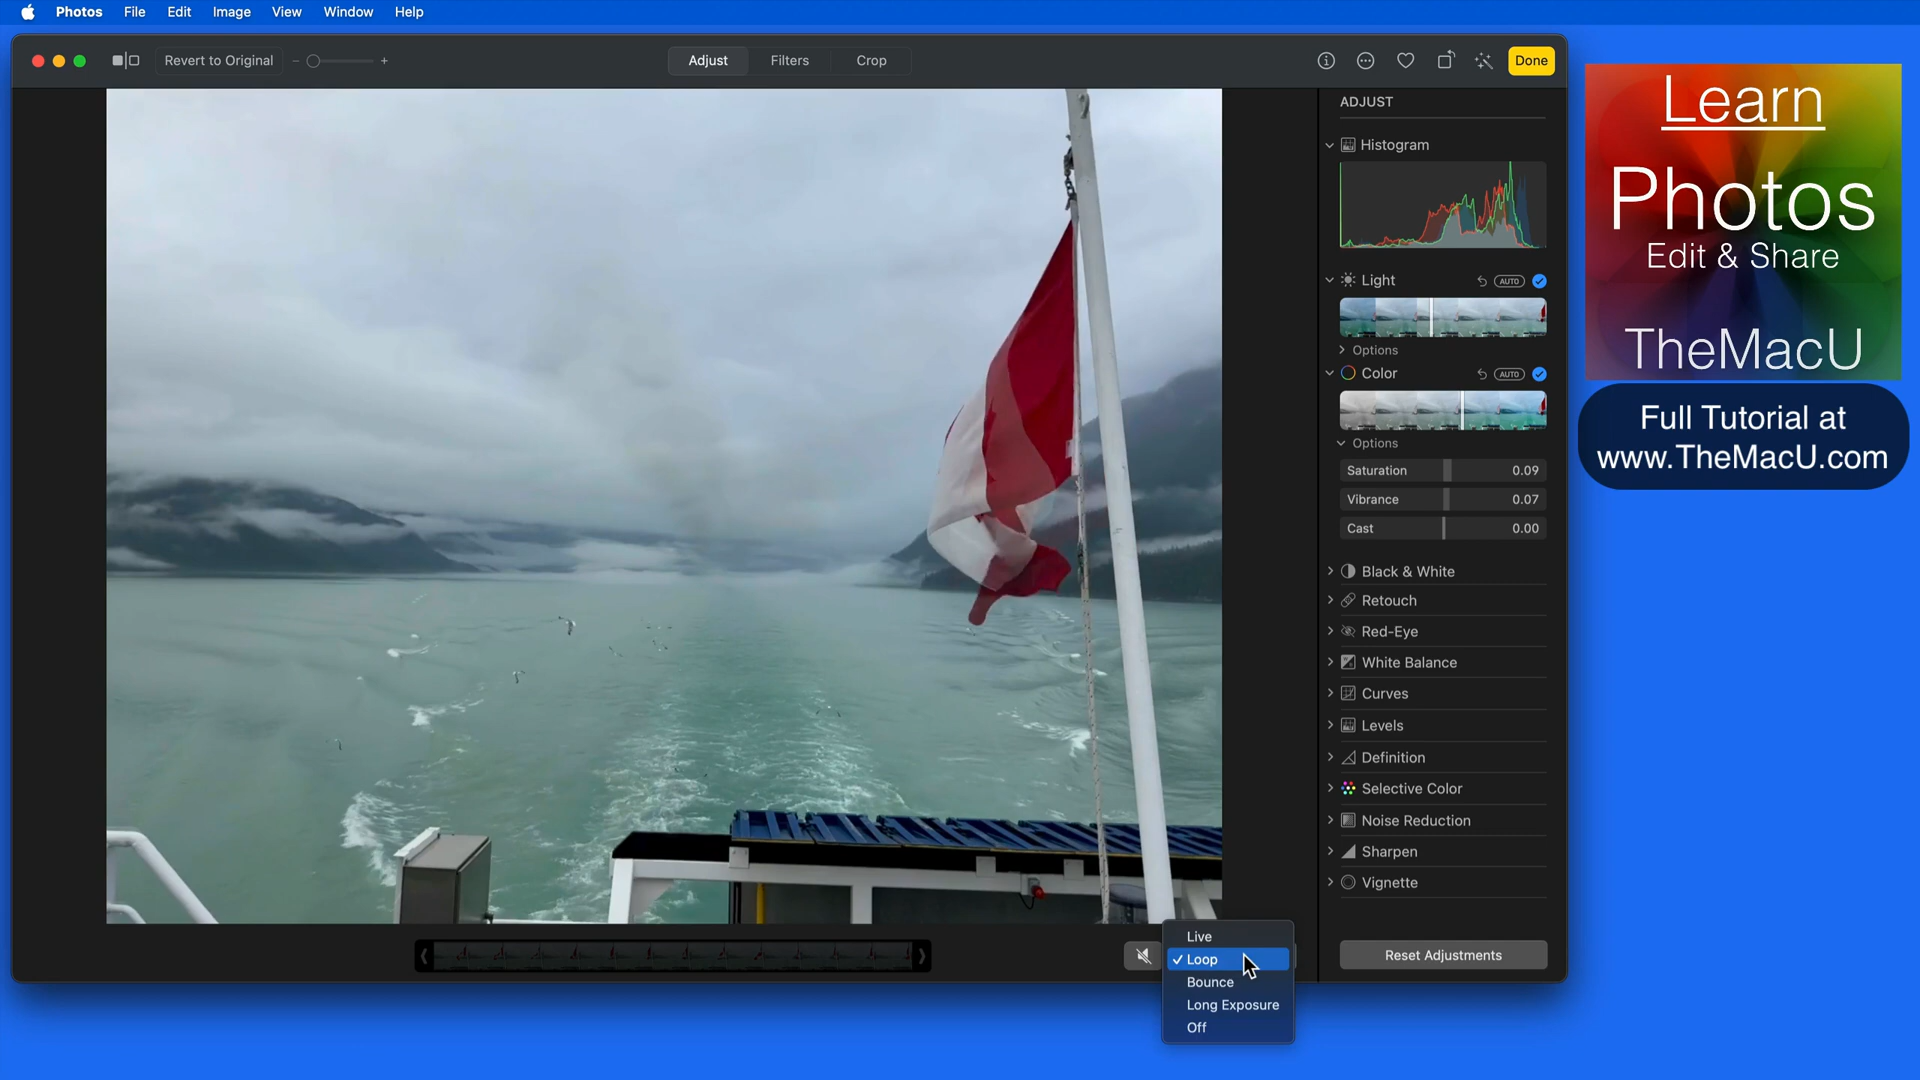 Photos File Edit Image View Window Help
Revert to Original
Adjust Filters Crop
Done
ADJUST
Histogram
Light AUTO
Options
Color AUTO
Options
Saturation 0.09
Vibrance 0.07
Cast 0.00
Black & White
Retouch
Red-Eye
White Balance
Curves
Levels
Definition
Selective Color
Noise Reduction
Sharpen
Vignette
Reset Adjustments
Live
Loop
Bounce
Long Exposure
Off
Learn
Photos
Edit & Share
TheMacU
Full Tutorial at
www.TheMacU.com